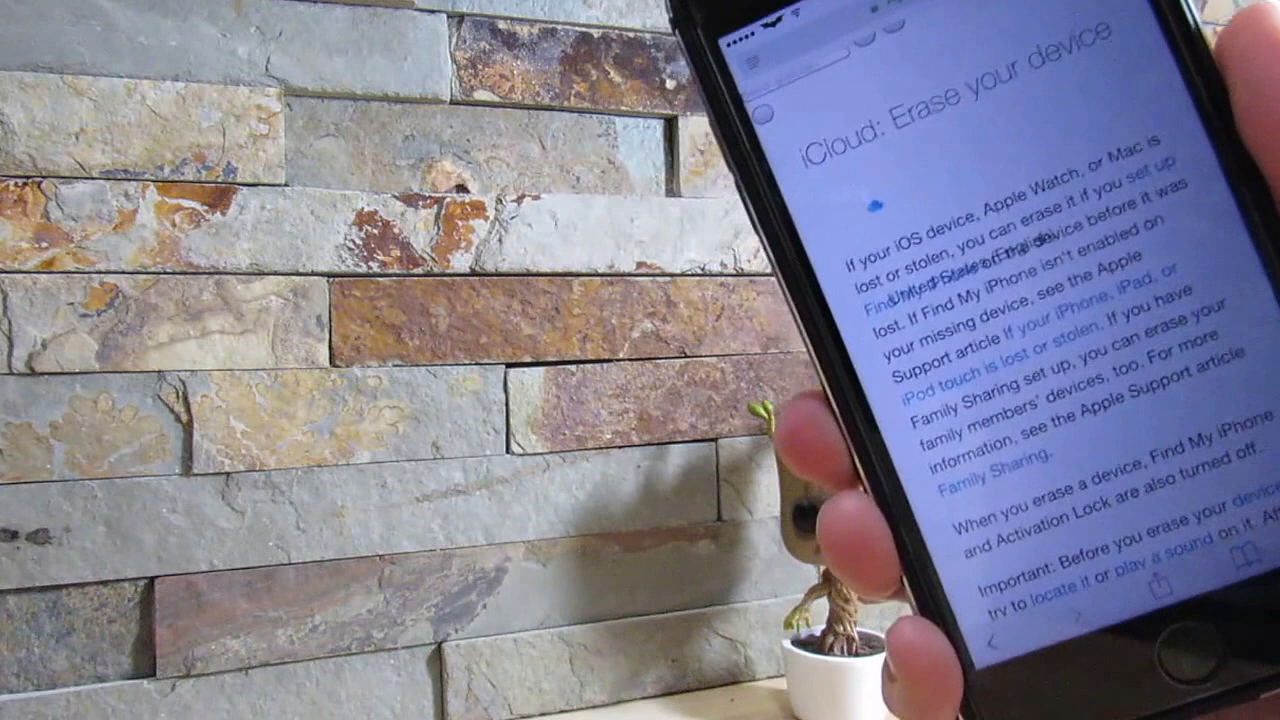 iCloud: Erase your device
If your iOS device, Apple Watch, or Mac is
lost or stolen, you can erase it if you set up
Find My iPhone on the device before it was
United States (English)
lost. If Find My iPhone isn't enabled on
your missing device, see the Apple
Support article If your iPhone, iPad, or
iPod touch is lost or stolen. If you have
Family Sharing set up, you can erase your
family members' devices, too. For more
information, see the Apple Support article
Family Sharing.
When you erase a device, Find My iPhone
and Activation Lock are also turned off.
Important: Before you erase your device
try to locate it or play a sound on it.